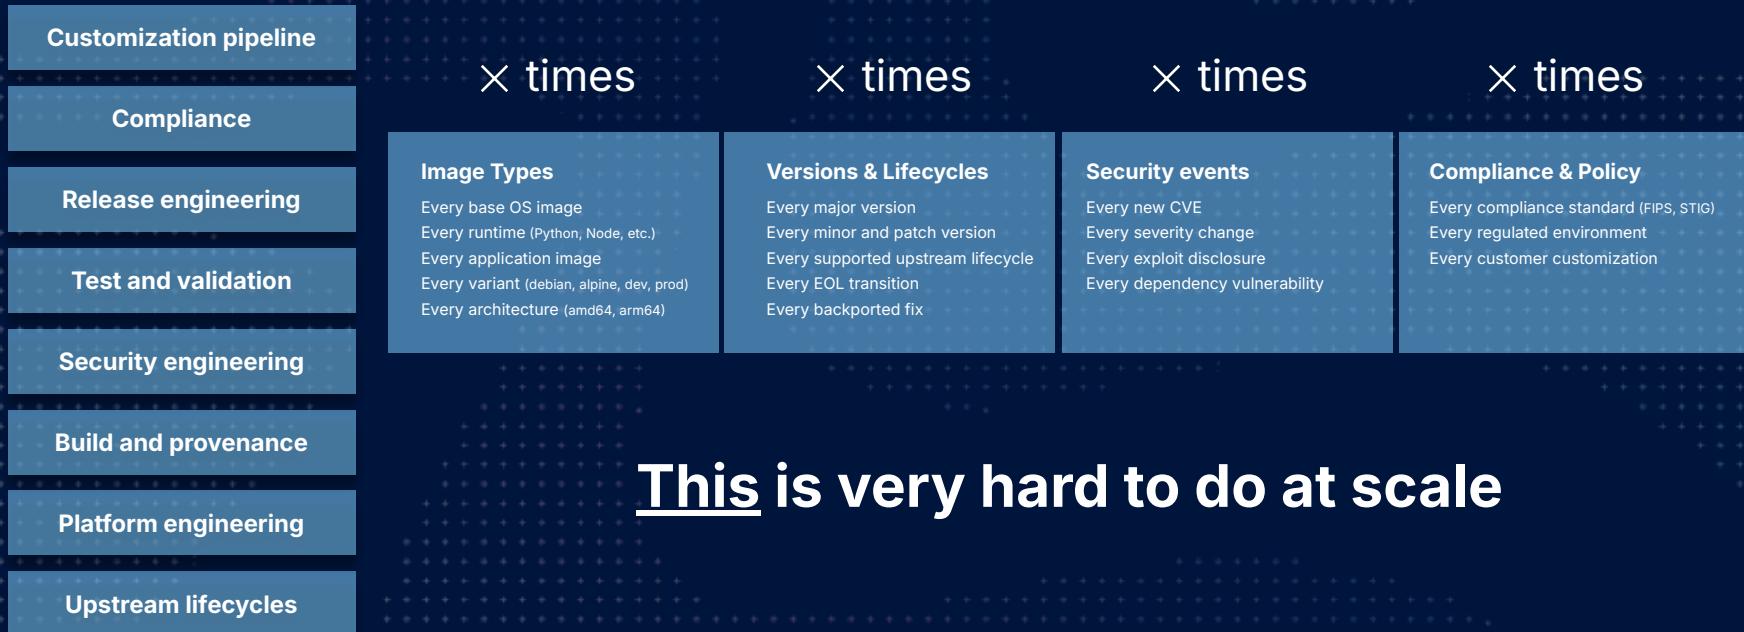 Customization pipeline
Compliance
Release engineering
Test and validation
Security engineering
Build and provenance
Platform engineering
Upstream lifecycles
× times
Image Types
Every base OS image
Every runtime (Python, Node, etc.)
Every application image
Every variant (debian, alpine, dev, prod)
Every architecture (amd64, arm64)
× times
Versions & Lifecycles
Every major version
Every minor and patch version
Every supported upstream lifecycle
Every EOL transition
Every backported fix
× times
Security events
Every new CVE
Every severity change
Every exploit disclosure
Every dependency vulnerability
× times
Compliance & Policy
Every compliance standard (FIPS, STIG)
Every regulated environment
Every customer customization
This is very hard to do at scale